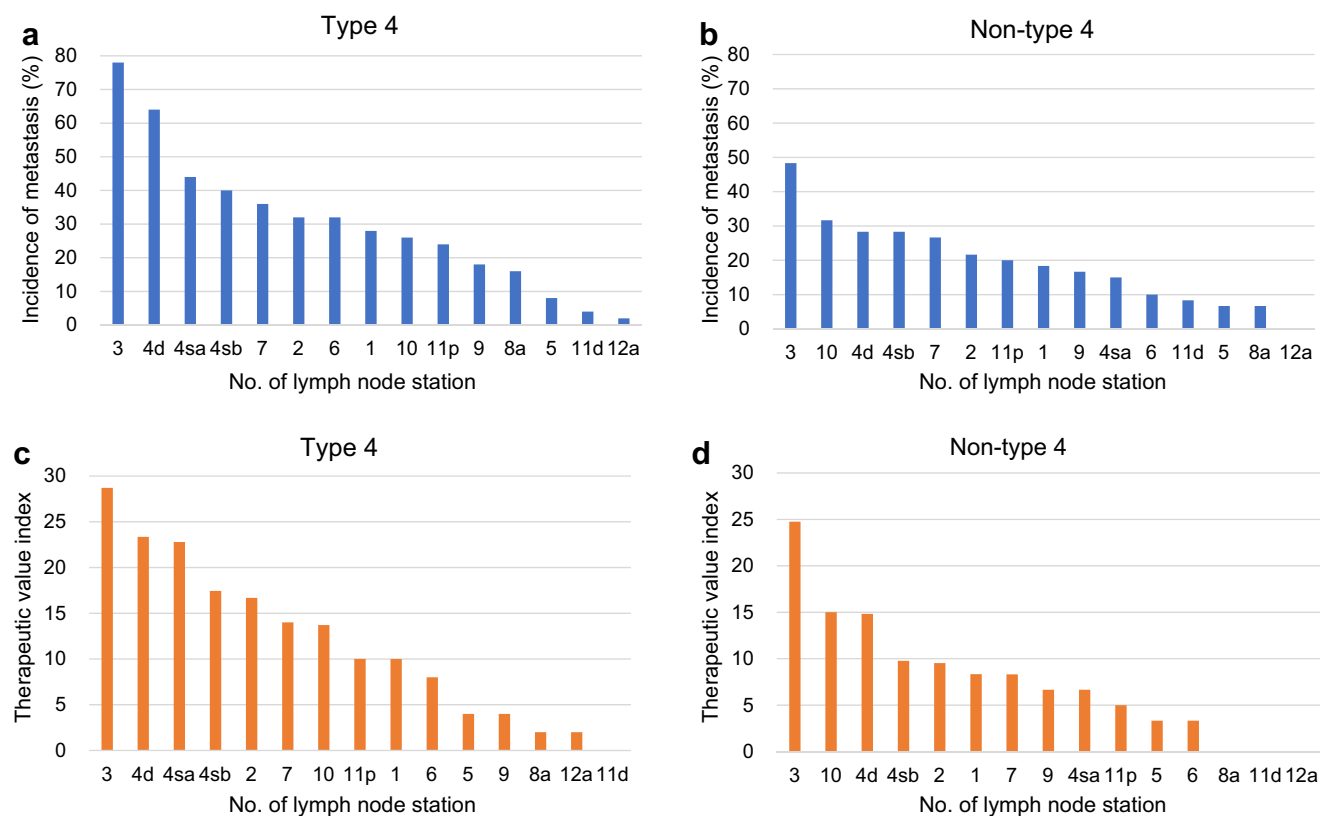 a
Type 4
Incidence of metastasis (%)
80
70
60
50
40
30
20
10
0
3 4d 4sa 4sb 7 2 6 1 10 11p 9 8a 5 11d 12a
No. of lymph node station
b
Non-type 4
Incidence of metastasis (%)
80
70
60
50
40
30
20
10
0
3 10 4d 4sb 7 2 11p 1 9 4sa 6 11d 5 8a 12a
No. of lymph node station
c
Type 4
Therapeutic value index
30
25
20
15
10
5
0
3 4d 4sa 4sb 2 7 10 11p 1 6 5 9 8a 12a 11d
No. of lymph node station
d
Non-type 4
Therapeutic value index
30
25
20
15
10
5
0
3 10 4d 4sb 2 1 7 9 4sa 11p 5 6 8a 11d 12a
No. of lymph node station